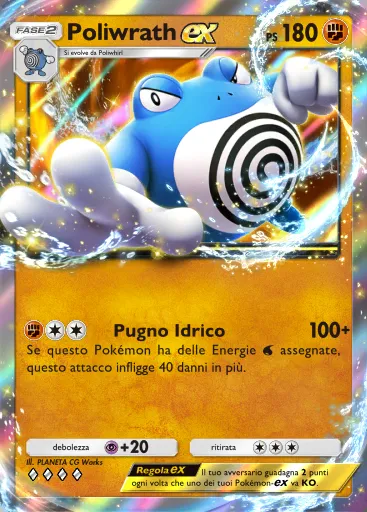 FASE 2 Poliwrath ex PS 180
Si evolve da Poliwhirl
Pugno Idrico 100+
Se questo Pokémon ha delle Energie assegnate,
questo attacco infligge 40 danni in più.
debolezza +20 ritirata
Ill. PLANETA CG Works
Regola ex Il tuo avversario guadagna 2 punti
ogni volta che uno dei tuoi Pokémon-ex va KO.